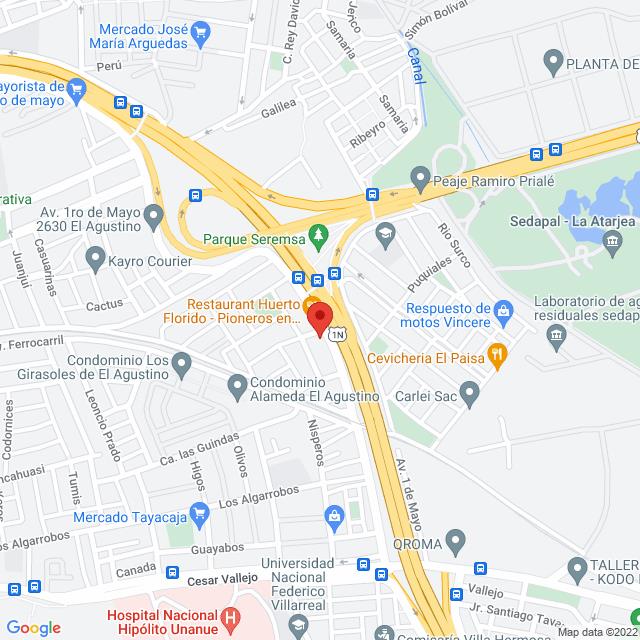 Simón Bolívar
C. Rey David
Samaria
Jerico
Mercado José
María Arguedas
Canal
PLANTA DE
Perú
Galilea
Samaria
Ribeyro
ayorista de
o de mayo
Peaje Ramiro Prialé
rativa
Av. 1ro de Mayo
2630 El Agustino
Parque Seremsa
Rio Surco
Sedapal - La Atarjea
Juanjui
Casuarinas
Kayro Courier
Puquiales
Cactus
Restaurant Huerto
Florido - Pioneros en...
1N
Respuesto de
motos Vincere
Laboratorio de ag
residuales sedap
v. Ferrocarril
Cevicheria El Paisa
Condominio Los
Girasoles de El Agustino
Condominio
Alameda El Agustino
Carlei Sac
Codornices
Leoncio Prado
Nisperos
Ca. las Guindas
Olivos
Higos
ncahuasi
Tumis
Av. 1 de Mayo
Los Algarrobos
Mercado Tayacaja
os Algarrobos
Guayabos
QROMA
Canada
Cesar Vallejo
Universidad
Nacional
Federico
Villarreal
TALLER
- KODO
Vallejo
Jr. Santiago Tava
Hospital Nacional
Hipólito Unanue
H
Comisaría Villa Hermosa
Google
Map data ©2022